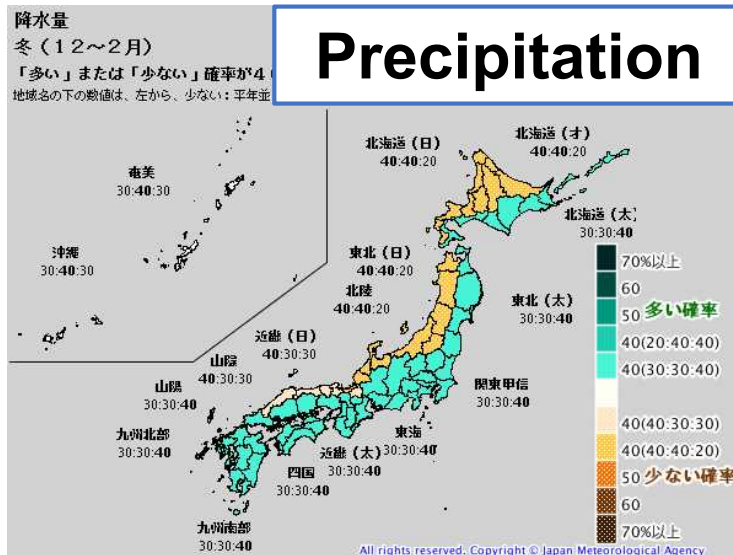 降水量
冬(12～2月)
「多い」または「少ない」確率が4
地域名の下の数値は、左から、少ない:平年並
Precipitation
北海道(日)
40:40:20
北海道(オ)
40:40:20
奄美
30:40:30
北海道(太)
30:30:40
沖縄
30:40:30
東北(日)
40:40:20
北陸
40:40:20
東北(太)
30:30:40
近畿(日)
40:30:30
山陰
40:30:30
山陽
30:30:40
関東甲信
30:30:40
九州北部
30:30:40
東海
30:30:40
近畿(太)
30:30:40
四国
30:30:40
九州南部
30:30:40
70%以上
60
50 多い確率
40(20:40:40)
40(30:30:40)
40(40:30:30)
40(40:40:20)
50 少ない確率
60
70%以上
All rights reserved. Copyright © Japan Meteorological Agency